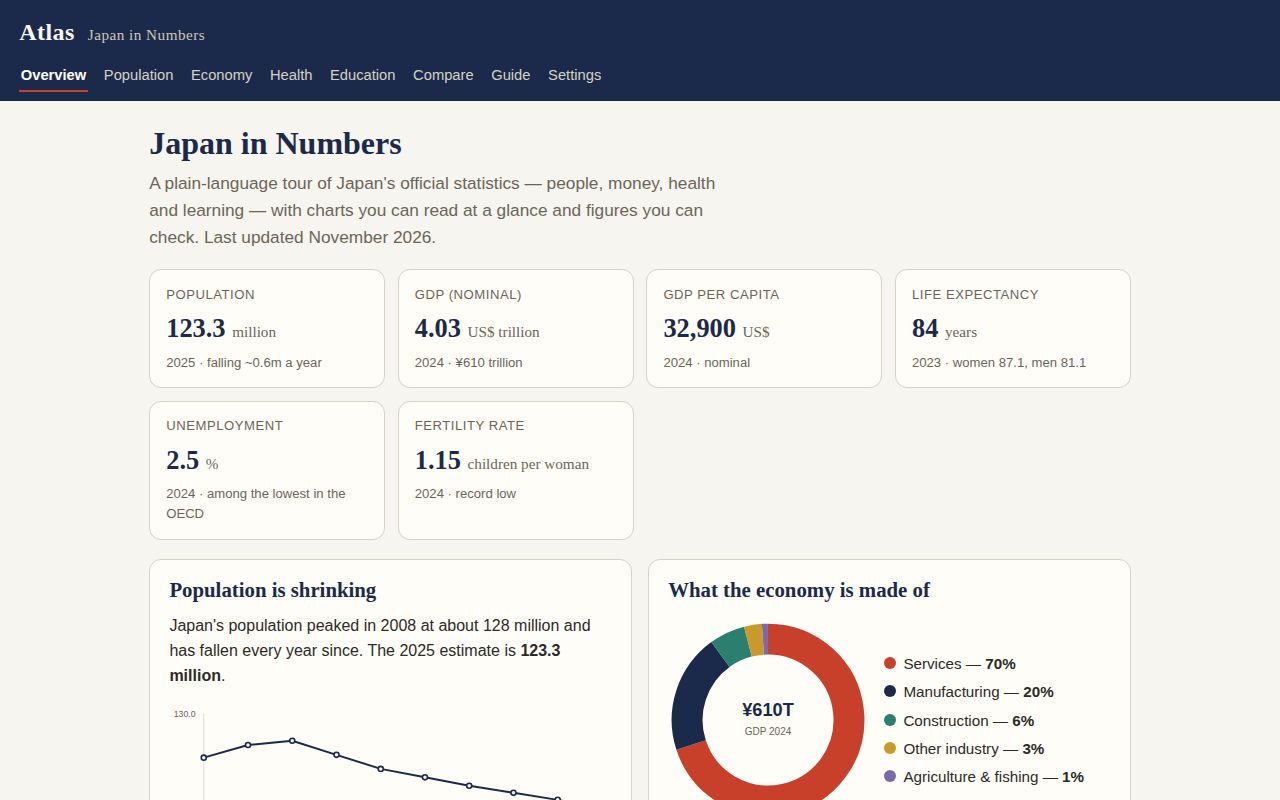 Atlas Japan in Numbers
Overview Population Economy Health Education Compare Guide Settings
Japan in Numbers
A plain-language tour of Japan's official statistics — people, money, health
and learning — with charts you can read at a glance and figures you can
check. Last updated November 2026.
POPULATION
123.3 million
2025 · falling ~0.6m a year
GDP (NOMINAL)
4.03 US$ trillion
2024 · ¥610 trillion
GDP PER CAPITA
32,900 US$
2024 · nominal
LIFE EXPECTANCY
84 years
2023 · women 87.1, men 81.1
UNEMPLOYMENT
2.5 %
2024 · among the lowest in the
OECD
FERTILITY RATE
1.15 children per woman
2024 · record low
Population is shrinking
Japan's population peaked in 2008 at about 128 million and
has fallen every year since. The 2025 estimate is 123.3
million.
130.0
What the economy is made of
¥610T
GDP 2024
Services — 70%
Manufacturing — 20%
Construction — 6%
Other industry — 3%
Agriculture & fishing — 1%